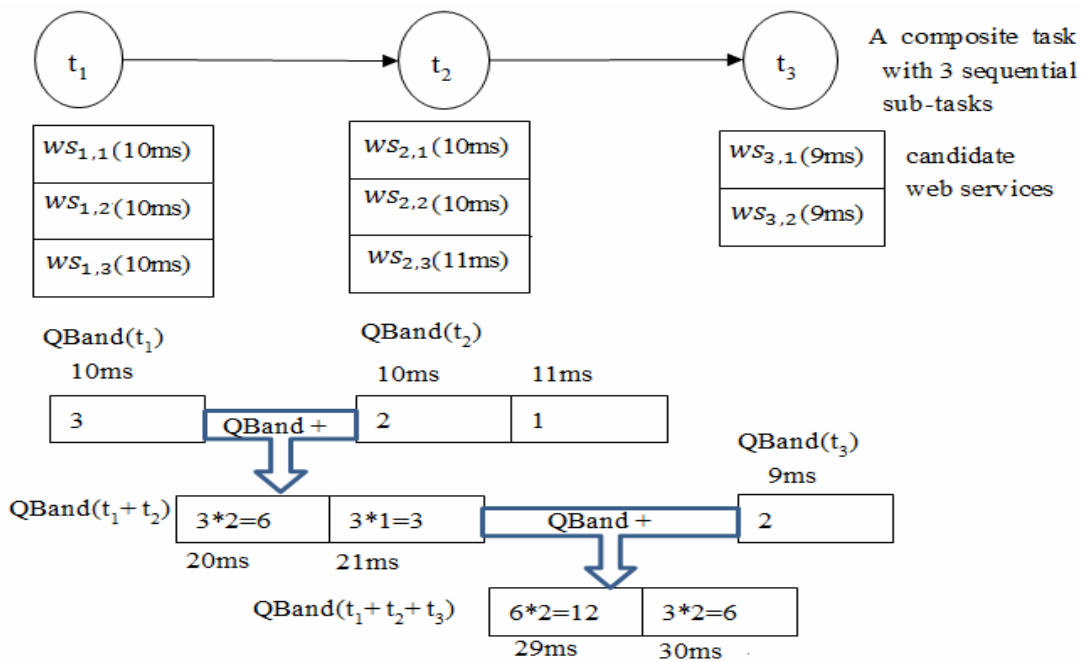 t1
t2
t3
A composite task
with 3 sequential
sub-tasks
WS1,1(10ms)
WS1,2(10ms)
WS1,3(10ms)
WS2,1(10ms)
WS2,2(10ms)
WS2,3(11ms)
WS3,1(9ms)
WS3,2(9ms)
candidate
web services
QBand(t1)
10ms
QBand(t2)
10ms 11ms
3
QBand +
2
1
QBand(t3)
9ms
QBand(t1+ t2)
3*2=6
3*1=3
QBand +
2
20ms
21ms
QBand(t1+ t2+ t3)
6*2=12
3*2=6
29ms
30ms